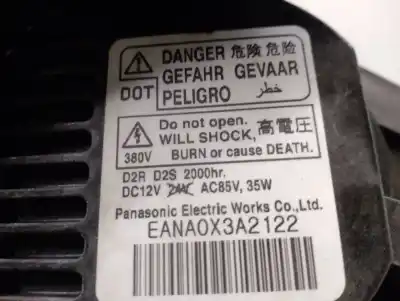 DANGER 危険 危险
GEFAHR GEVAAR
DOT PELIGRO خطر
Do not open.
WILL SHOCK, 高電圧
380V BURN or cause DEATH.
D2R D2S 2000hr.
DC12V 24V AC85V, 35W
Panasonic Electric Works Co., Ltd.
EANA0X3A2122